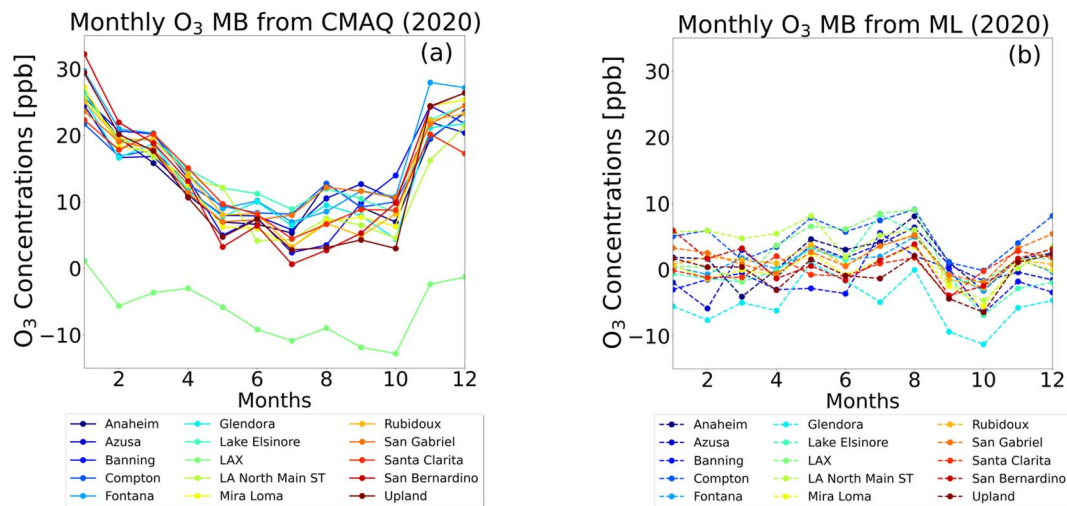 Monthly O₃ MB from CMAQ (2020)
(a)
O₃ Concentrations [ppb]
30
20
10
0
−10
2 4 6 8 10 12
Months
Anaheim Glendora Rubidoux
Azusa Lake Elsinore San Gabriel
Banning LAX Santa Clarita
Compton LA North Main ST San Bernardino
Fontana Mira Loma Upland
Monthly O₃ MB from ML (2020)
(b)
O₃ Concentrations [ppb]
30
20
10
0
−10
2 4 6 8 10 12
Months
Anaheim Glendora Rubidoux
Azusa Lake Elsinore San Gabriel
Banning LAX Santa Clarita
Compton LA North Main ST San Bernardino
Fontana Mira Loma Upland